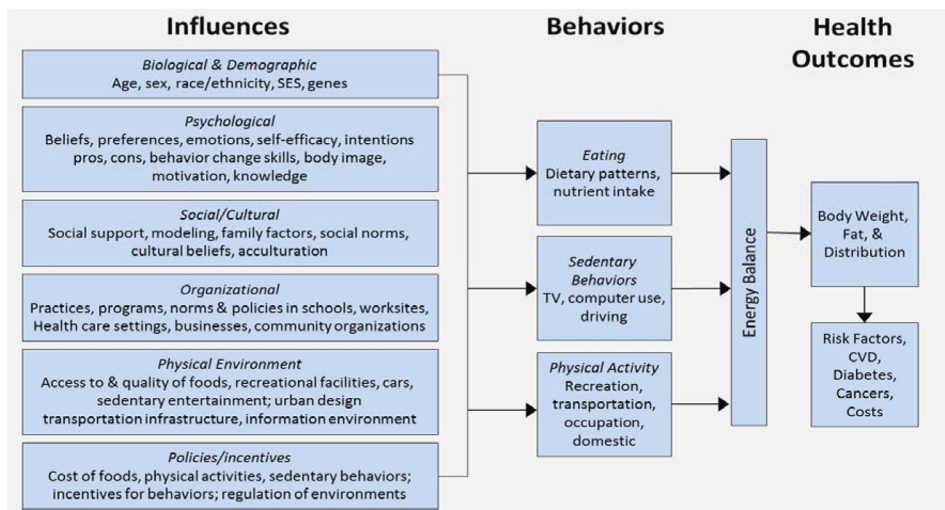 Influences
Biological & Demographic
Age, sex, race/ethnicity, SES, genes
Psychological
Beliefs, preferences, emotions, self-efficacy, intentions
pros, cons, behavior change skills, body image,
motivation, knowledge
Social/Cultural
Social support, modeling, family factors, social norms,
cultural beliefs, acculturation
Organizational
Practices, programs, norms & policies in schools, worksites,
Health care settings, businesses, community organizations
Physical Environment
Access to & quality of foods, recreational facilities, cars,
sedentary entertainment; urban design
transportation infrastructure, information environment
Policies/incentives
Cost of foods, physical activities, sedentary behaviors;
incentives for behaviors; regulation of environments
Behaviors
Eating
Dietary patterns,
nutrient intake
Sedentary
Behaviors
TV, computer use,
driving
Physical Activity
Recreation,
transportation,
occupation,
domestic
Energy Balance
Health
Outcomes
Body Weight,
Fat, &
Distribution
Risk Factors,
CVD,
Diabetes,
Cancers,
Costs